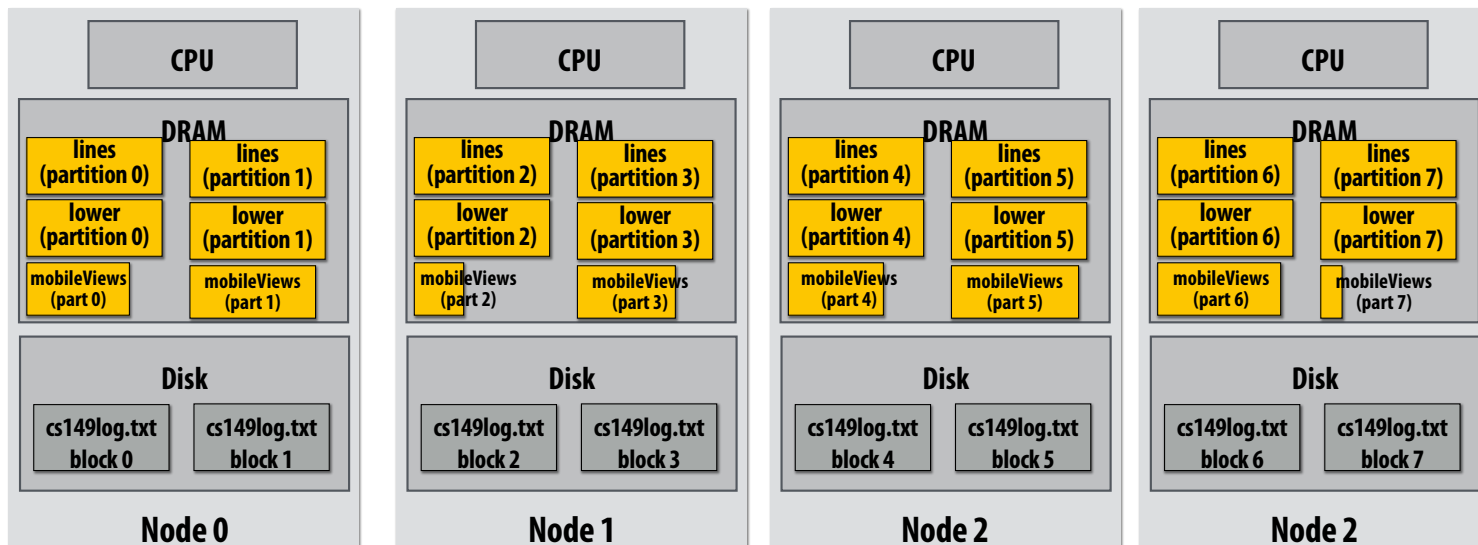 CPU
DRAM
lines
(partition 0)
lines
(partition 1)
lower
(partition 0)
lower
(partition 1)
mobileViews
(part 0)
mobileViews
(part 1)
Disk
cs149log.txt
block 0
cs149log.txt
block 1
Node 0
CPU
DRAM
lines
(partition 2)
lines
(partition 3)
lower
(partition 2)
lower
(partition 3)
mobileViews
(part 2)
mobileViews
(part 3)
Disk
cs149log.txt
block 2
cs149log.txt
block 3
Node 1
CPU
DRAM
lines
(partition 4)
lines
(partition 5)
lower
(partition 4)
lower
(partition 5)
mobileViews
(part 4)
mobileViews
(part 5)
Disk
cs149log.txt
block 4
cs149log.txt
block 5
Node 2
CPU
DRAM
lines
(partition 6)
lines
(partition 7)
lower
(partition 6)
lower
(partition 7)
mobileViews
(part 6)
mobileViews
(part 7)
Disk
cs149log.txt
block 6
cs149log.txt
block 7
Node 2